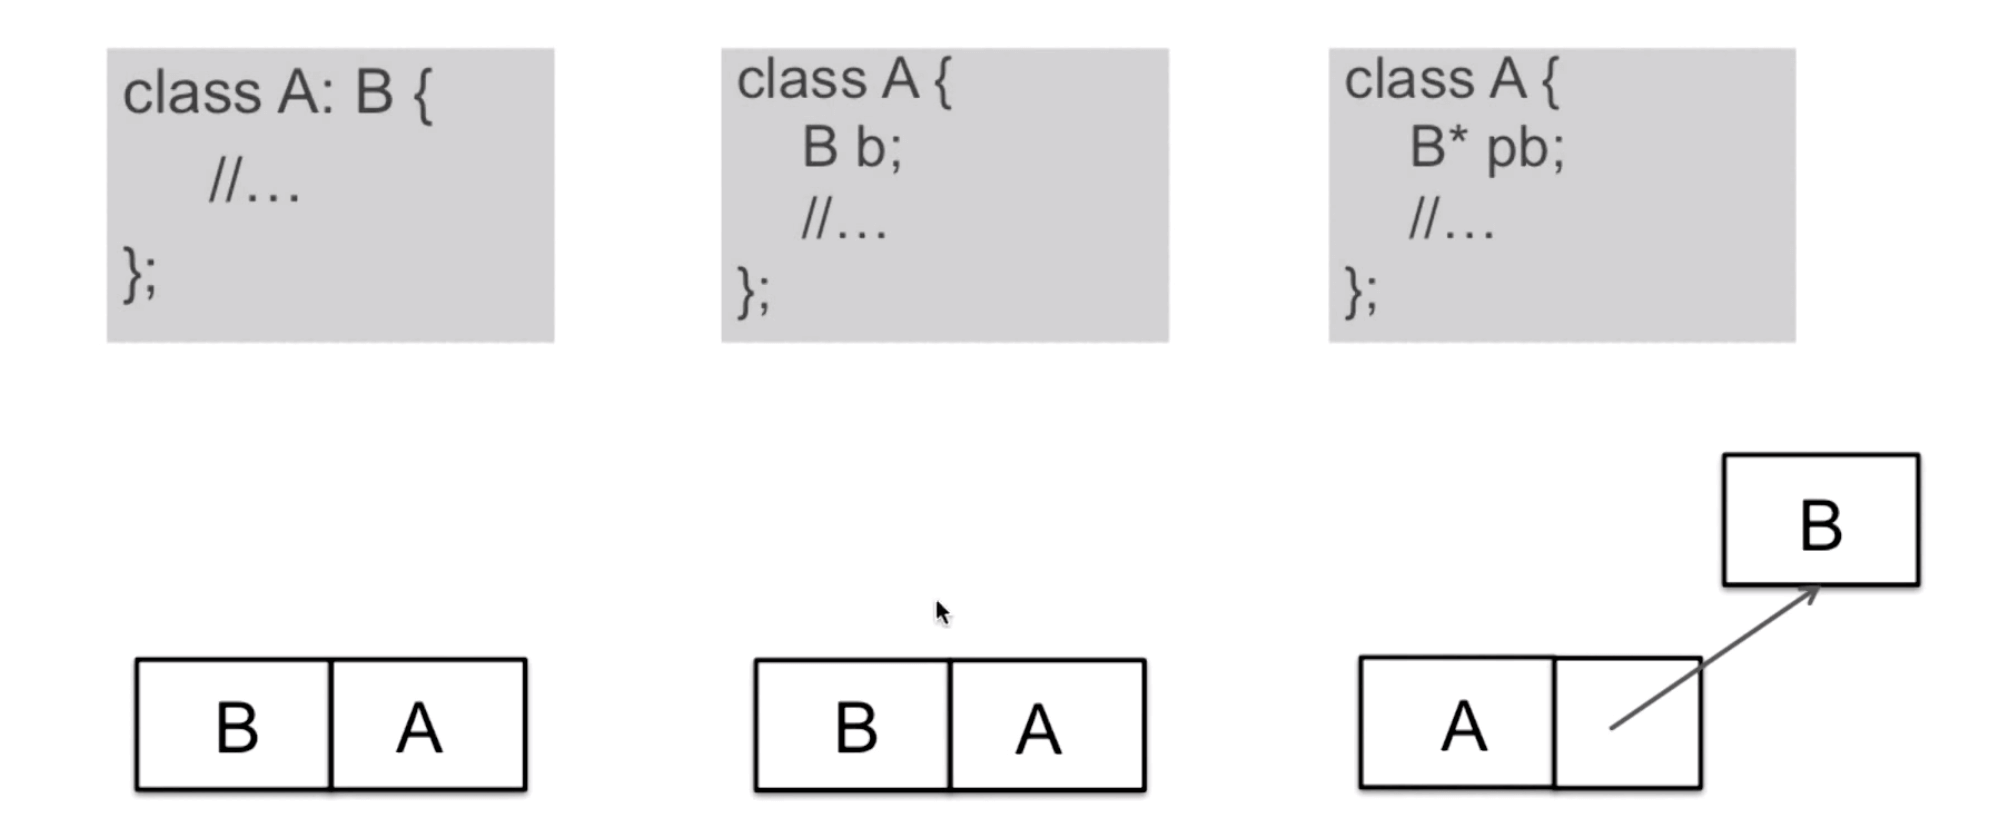 class A: B {
//…
};
class A {
B b;
//…
};
class A {
B* pb;
//…
};
B
B A
B A
A